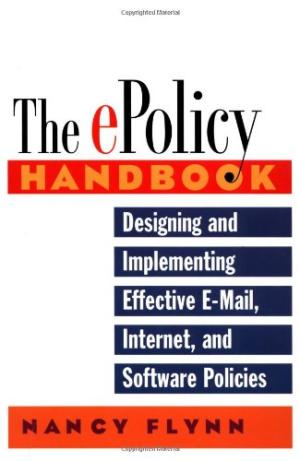 The ePolicy
HANDBOOK
Designing and
Implementing
Effective E-Mail,
Internet, and
Software Policies
NANCY FLYNN